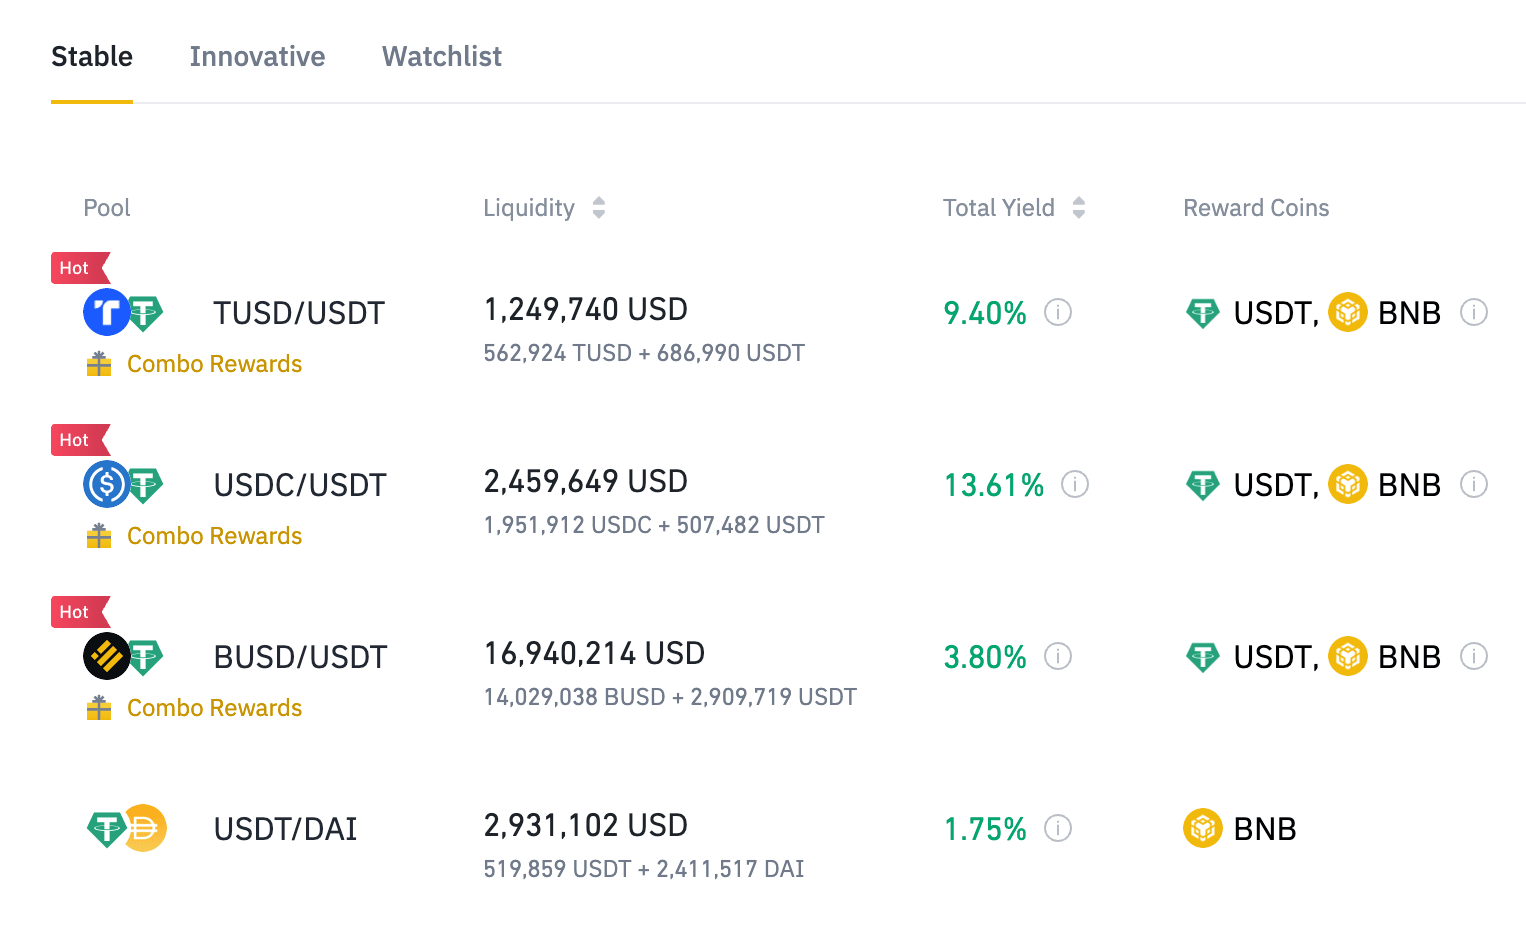 Stable Innovative Watchlist
Pool Liquidity Total Yield Reward Coins
Hot
TUSD/USDT 1,249,740 USD 9.40% USDT, BNB
562,924 TUSD + 686,990 USDT
Combo Rewards
Hot
USDC/USDT 2,459,649 USD 13.61% USDT, BNB
1,951,912 USDC + 507,482 USDT
Combo Rewards
Hot
BUSD/USDT 16,940,214 USD 3.80% USDT, BNB
14,029,038 BUSD + 2,909,719 USDT
Combo Rewards
USDT/DAI 2,931,102 USD 1.75% BNB
519,859 USDT + 2,411,517 DAI